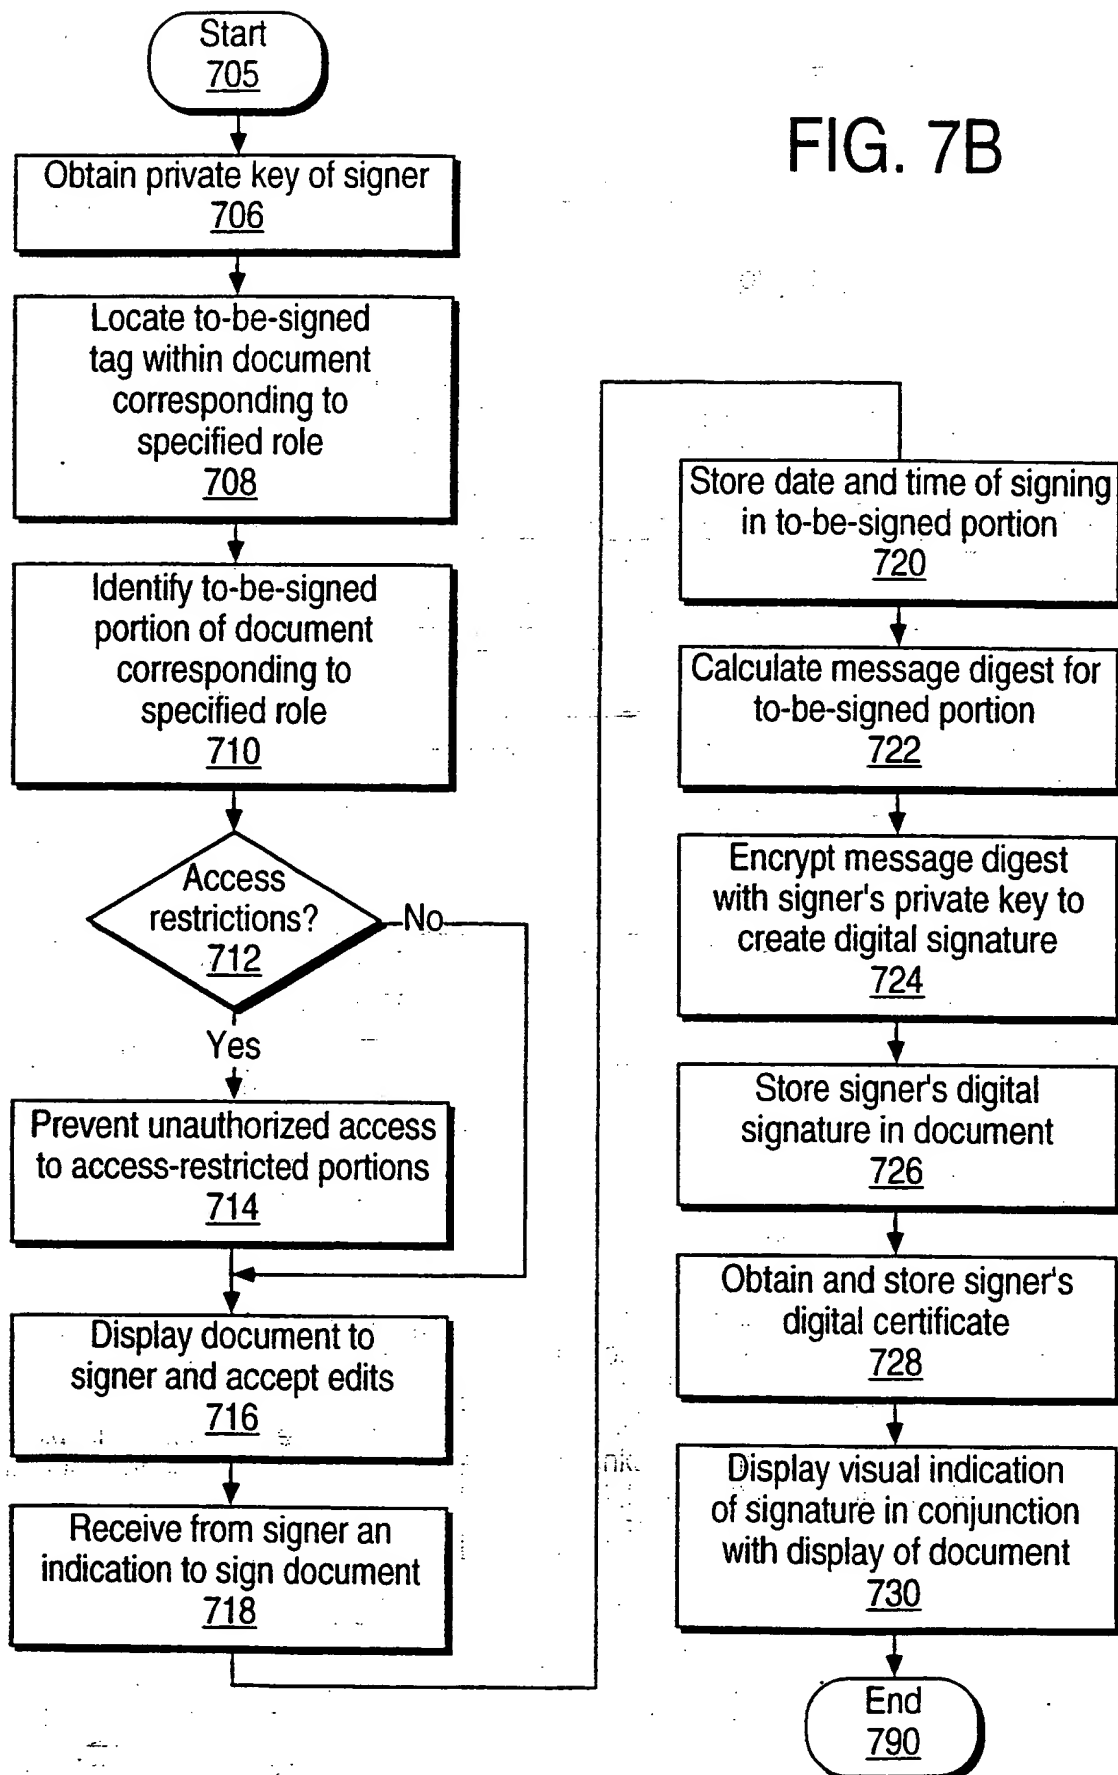 Start
705
FIG. 7B
Obtain private key of signer
706
Locate to-be-signed
tag within document
corresponding to
specified role
708
Identify to-be-signed
portion of document
corresponding to
specified role
710
Access
restrictions?
712
No
Yes
Prevent unauthorized access
to access-restricted portions
714
Display document to
signer and accept edits
716
Receive from signer an
indication to sign document
718
Store date and time of signing
in to-be-signed portion
720
Calculate message digest for
to-be-signed portion
722
Encrypt message digest
with signer's private key to
create digital signature
724
Store signer's digital
signature in document
726
Obtain and store signer's
digital certificate
728
Display visual indication
of signature in conjunction
with display of document
730
End
790